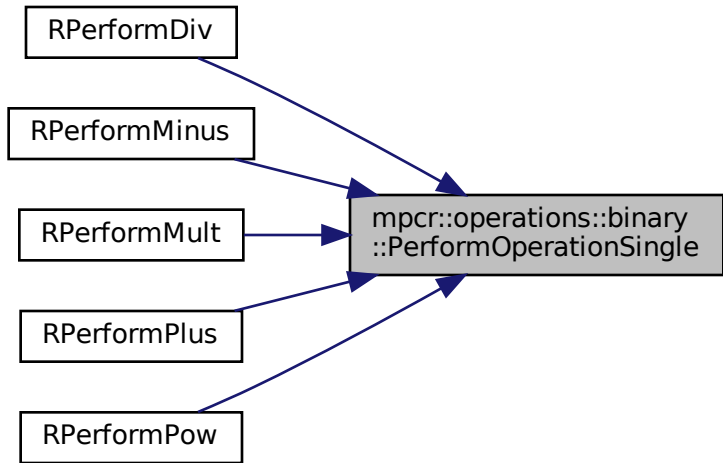 RPerformDiv
RPerformMinus
RPerformMult
RPerformPlus
RPerformPow
mpcr::operations::binary
::PerformOperationSingle